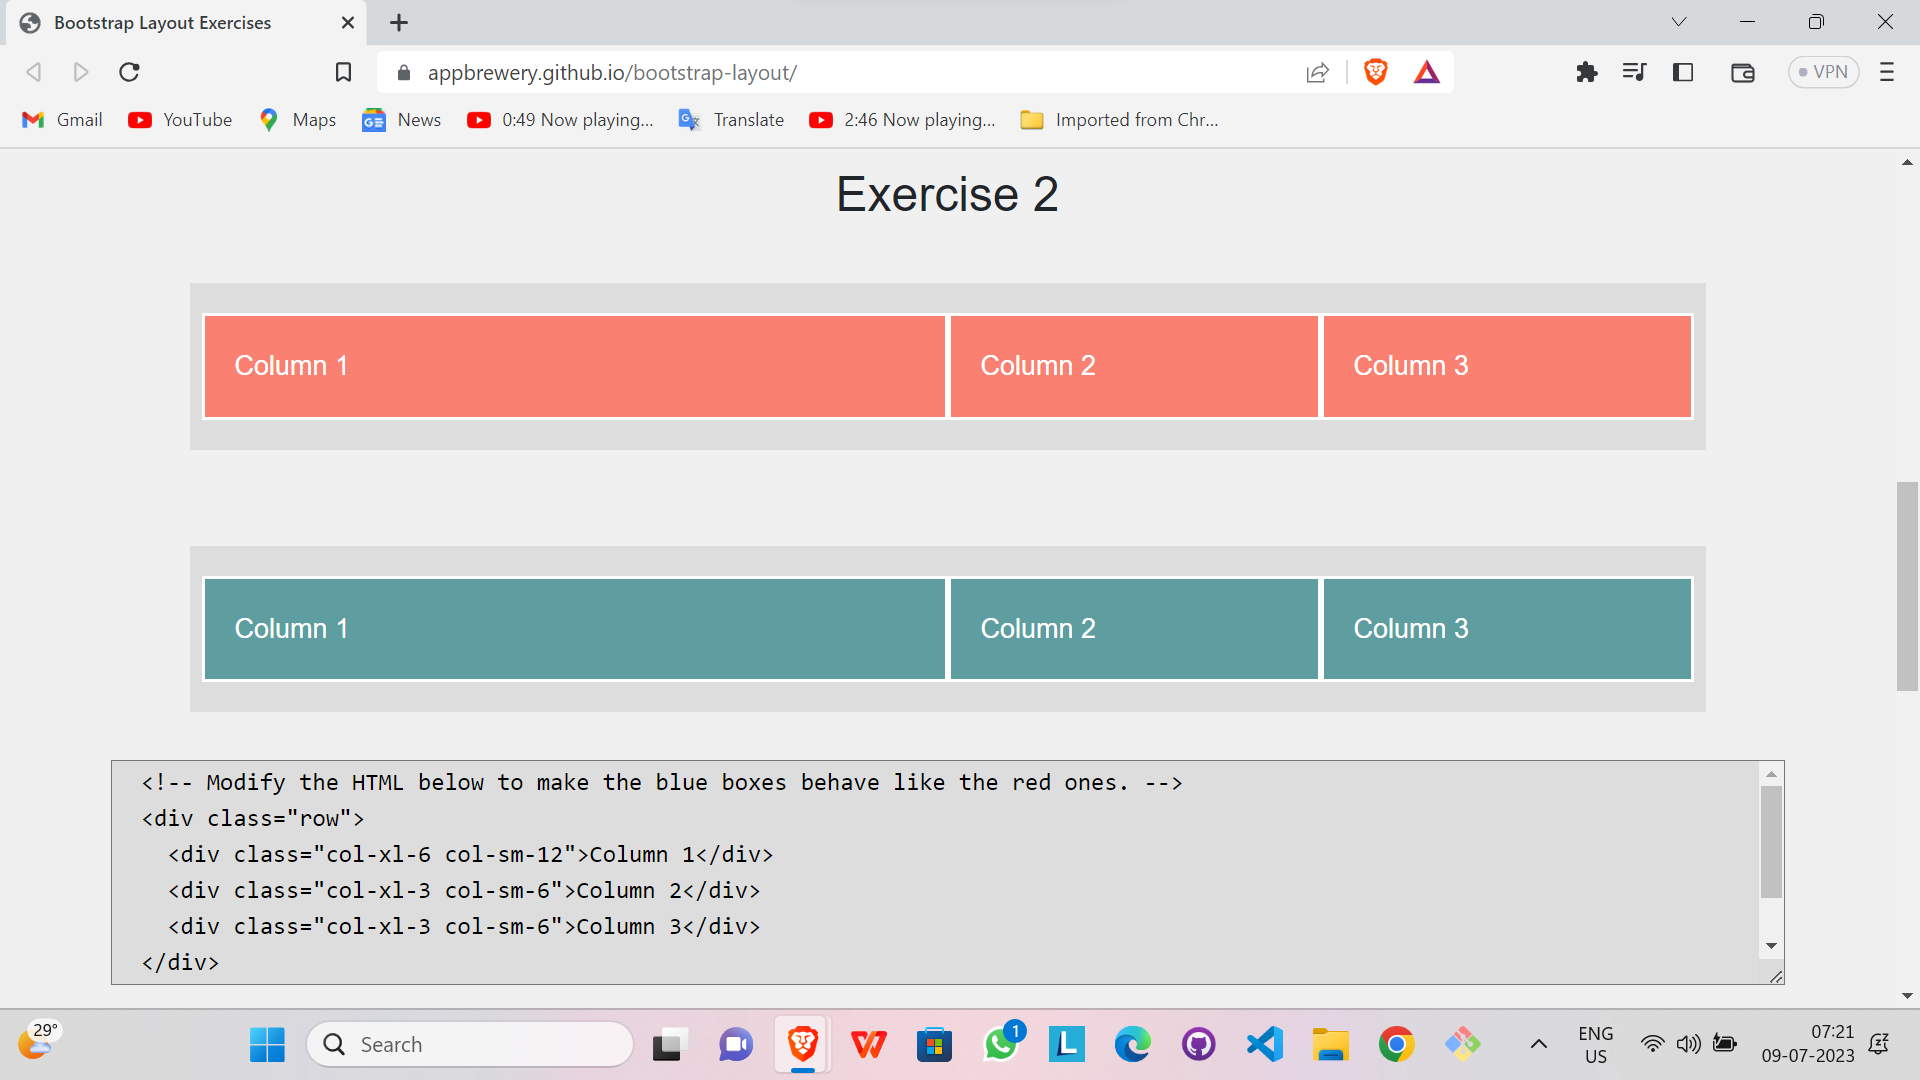 Bootstrap Layout Exercises
appbrewery.github.io/bootstrap-layout/
VPN
Gmail YouTube Maps News 0:49 Now playing... Translate 2:46 Now playing... Imported from Chr...
Exercise 2
Column 1 Column 2 Column 3
Column 1 Column 2 Column 3
<!-- Modify the HTML below to make the blue boxes behave like the red ones. -->
<div class="row">
<div class="col-xl-6 col-sm-12">Column 1</div>
<div class="col-xl-3 col-sm-6">Column 2</div>
<div class="col-xl-3 col-sm-6">Column 3</div>
</div>
29°
Search
1
ENG
US
07:21
09-07-2023